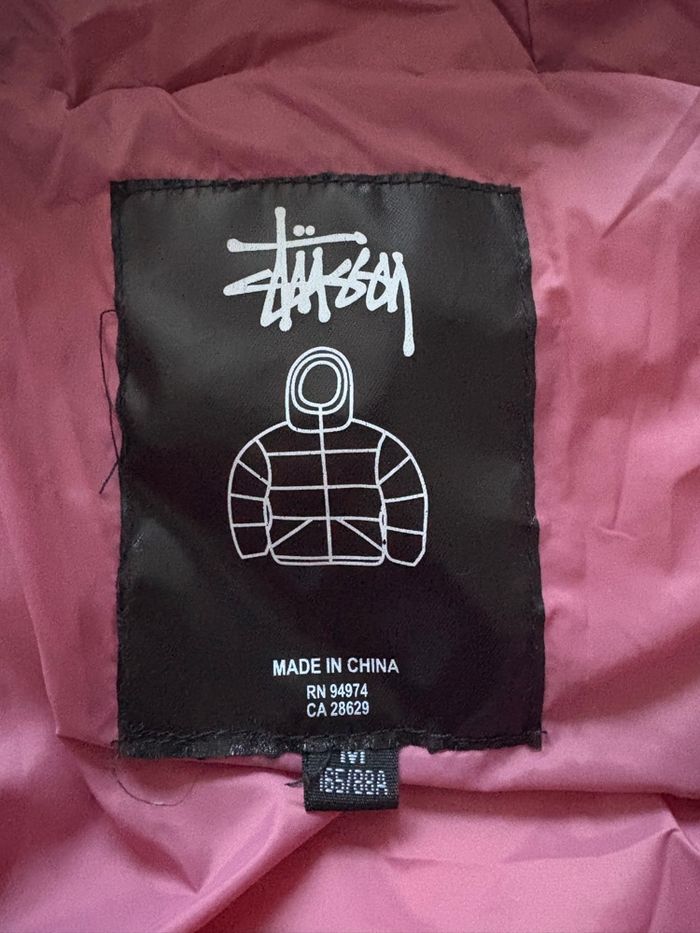 Stüssy
MADE IN CHINA
RN 94974
CA 28629
M
165/88A